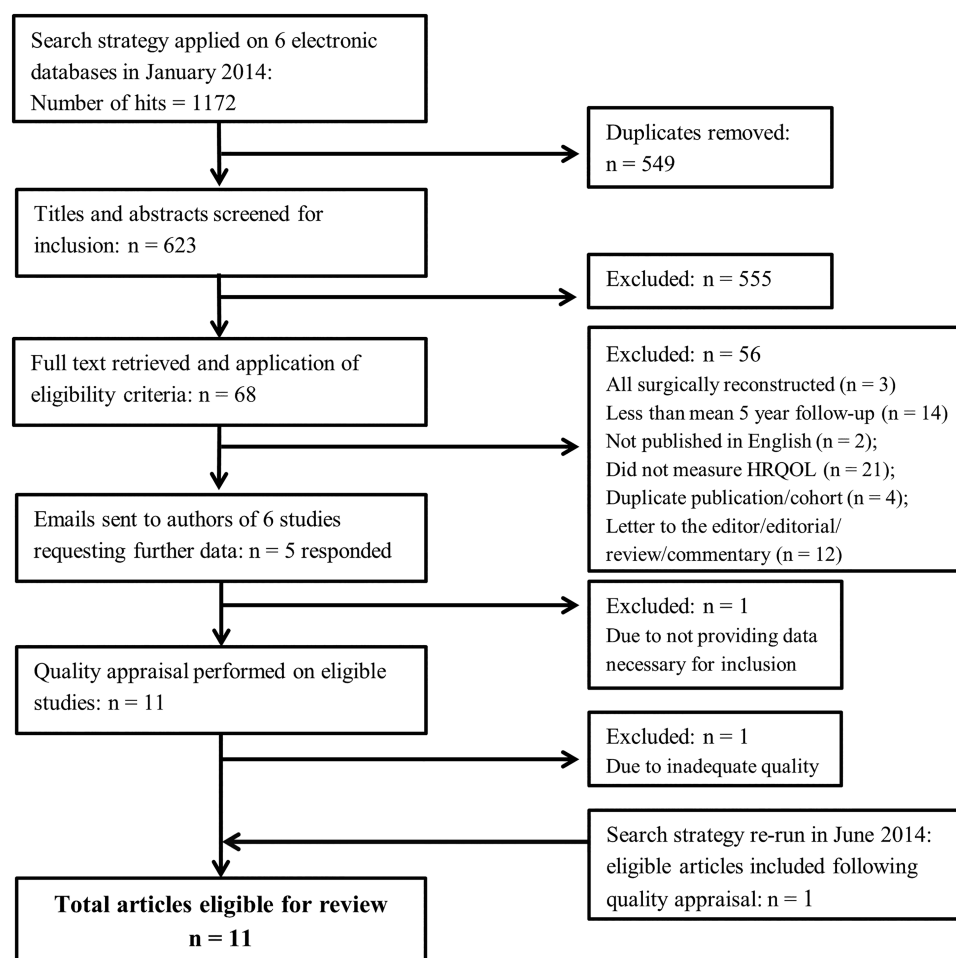 Search strategy applied on 6 electronic
databases in January 2014:
Number of hits = 1172
Duplicates removed:
n = 549
Titles and abstracts screened for
inclusion: n = 623
Excluded: n = 555
Full text retrieved and application of
eligibility criteria: n = 68
Excluded: n = 56
All surgically reconstructed (n = 3)
Less than mean 5 year follow-up (n = 14)
Not published in English (n = 2);
Did not measure HRQOL (n = 21);
Duplicate publication/cohort (n = 4);
Letter to the editor/editorial/
review/commentary (n = 12)
Emails sent to authors of 6 studies
requesting further data: n = 5 responded
Excluded: n = 1
Due to not providing data
necessary for inclusion
Quality appraisal performed on eligible
studies: n = 11
Excluded: n = 1
Due to inadequate quality
Search strategy re-run in June 2014:
eligible articles included following
quality appraisal: n = 1
Total articles eligible for review
n = 11